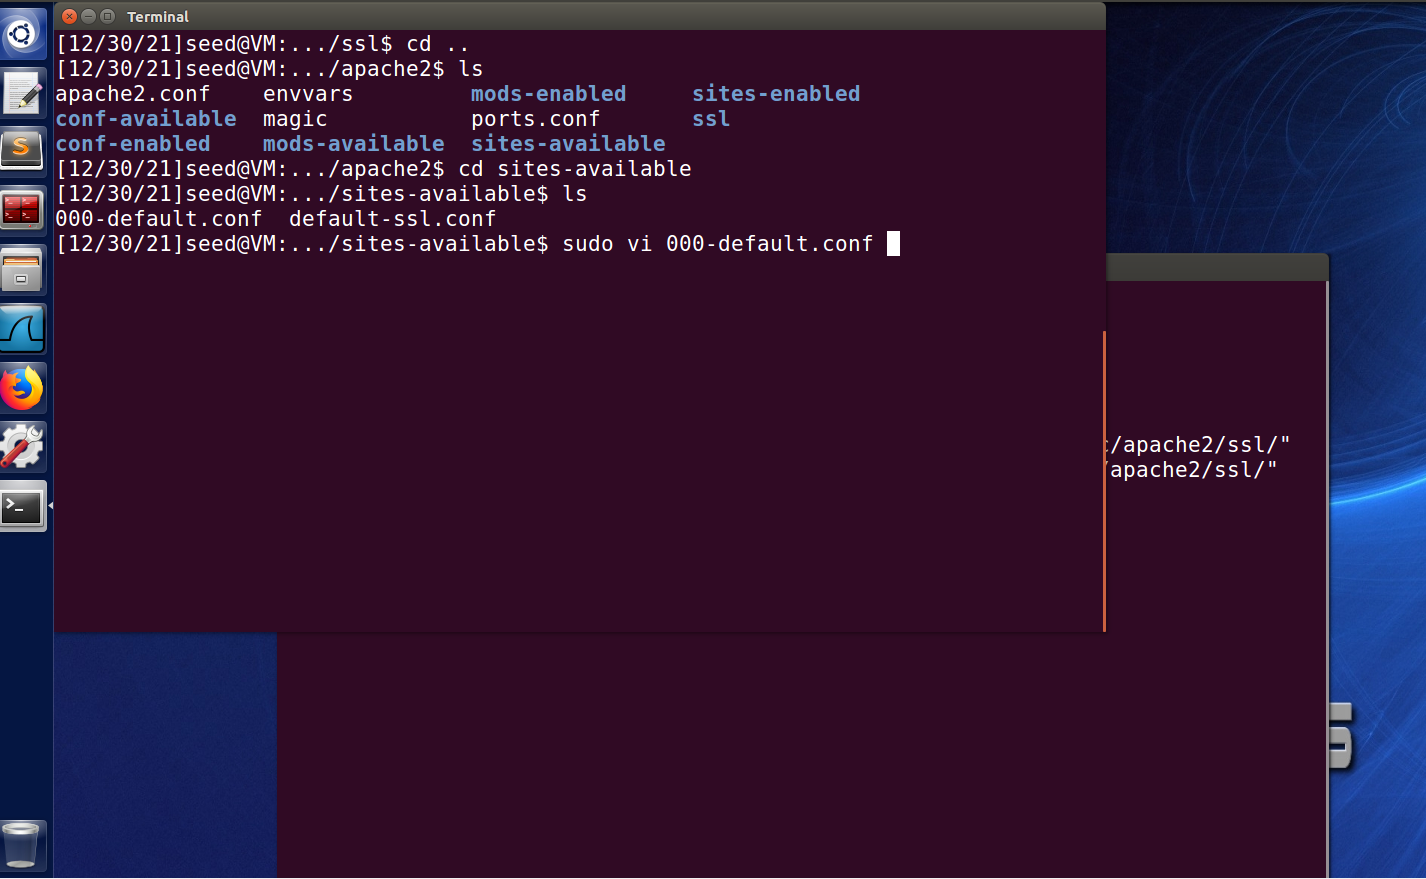 Terminal
[12/30/21]seed@VM:.../ssl$ cd ..
[12/30/21]seed@VM:.../apache2$ ls
apache2.conf    envvars         mods-enabled     sites-enabled
conf-available  magic           ports.conf       ssl
conf-enabled    mods-available  sites-available
[12/30/21]seed@VM:.../apache2$ cd sites-available
[12/30/21]seed@VM:.../sites-available$ ls
000-default.conf  default-ssl.conf
[12/30/21]seed@VM:.../sites-available$ sudo vi 000-default.conf
/apache2/ssl/"
/apache2/ssl/"